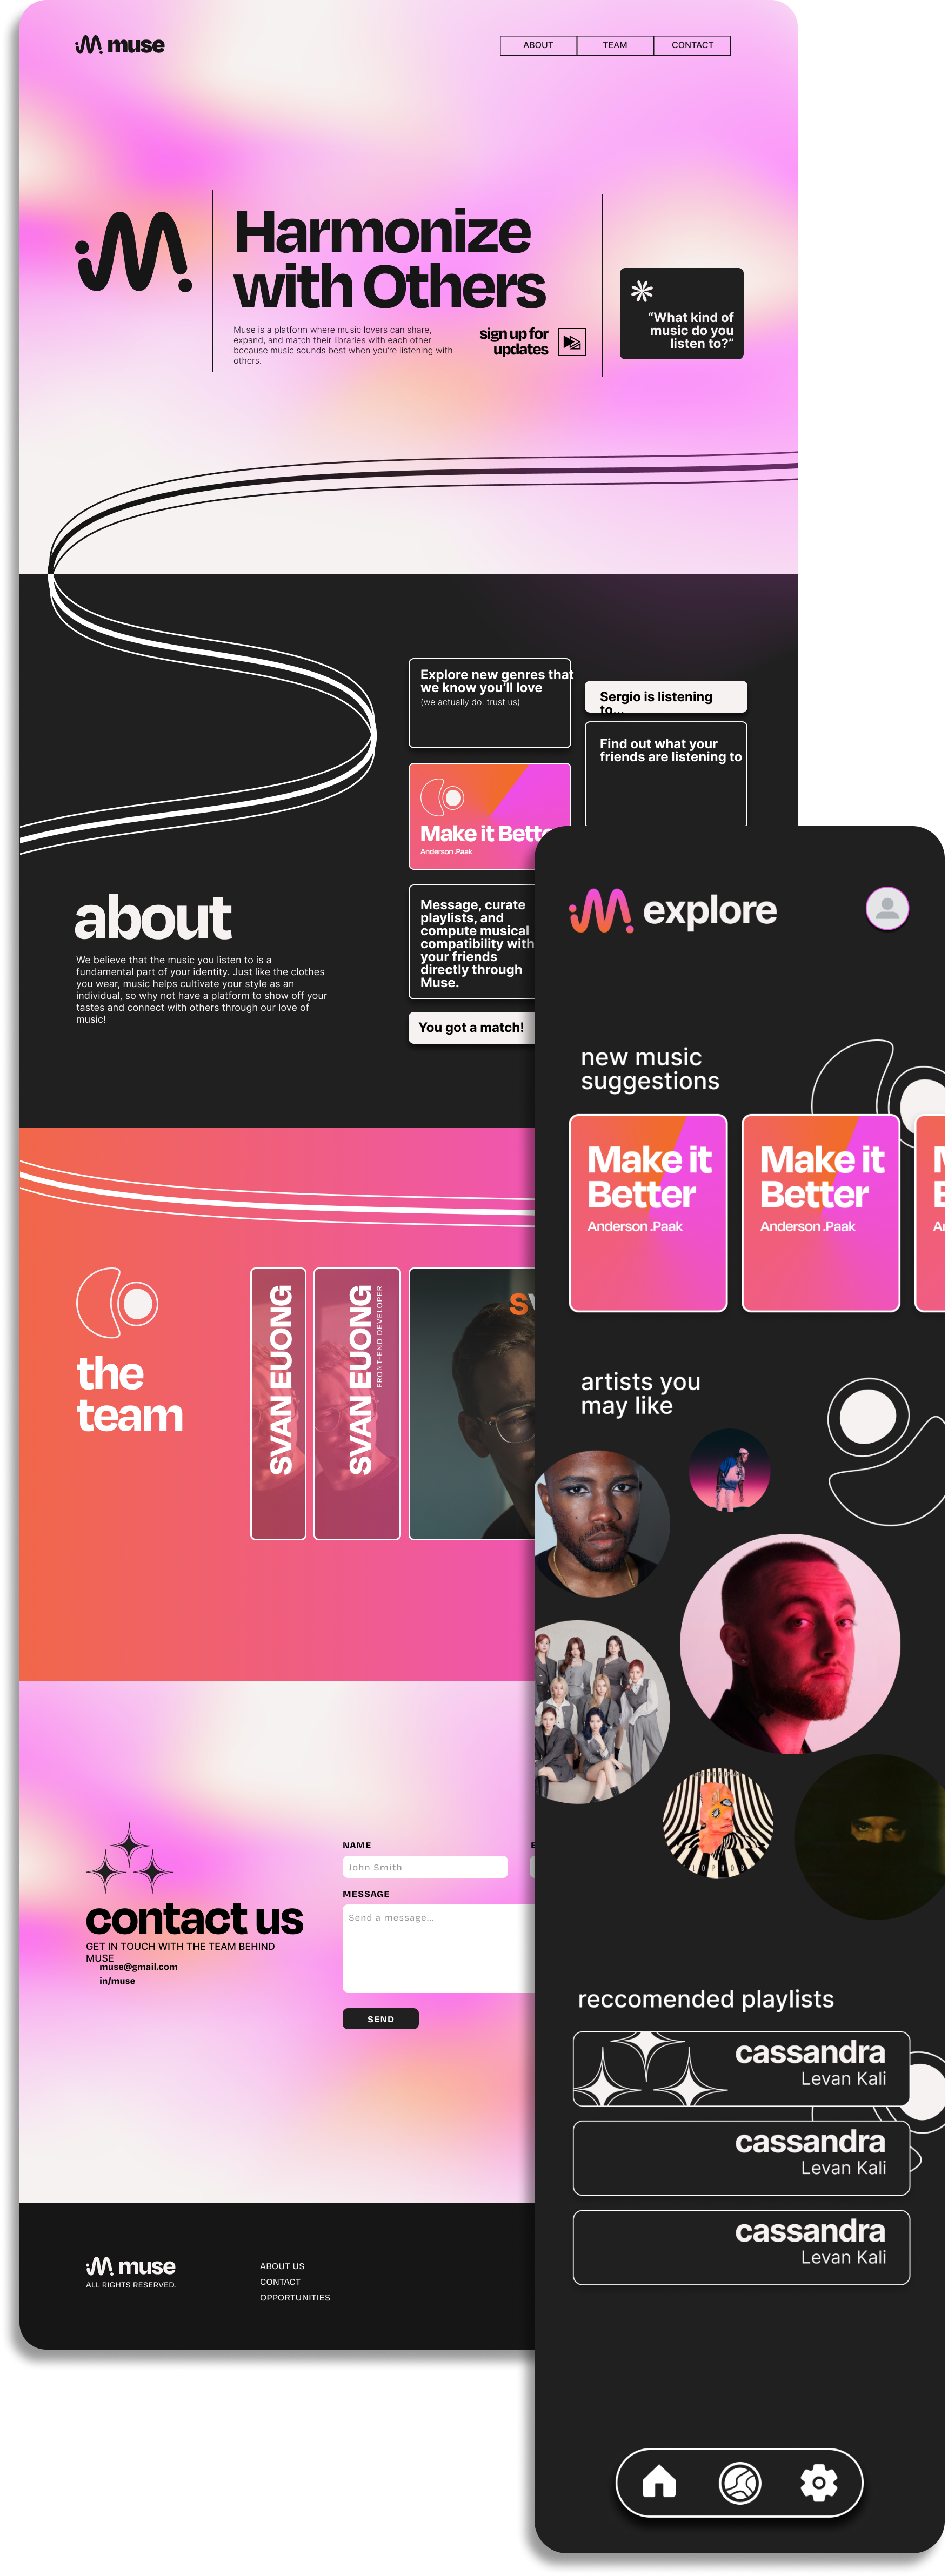 muse
ABOUT
TEAM
CONTACT
Harmonize
with Others
Muse is a platform where music lovers can share,
expand, and match their libraries with each other
because music sounds best when you're listening with
others.
sign up for
updates
“What kind of
music do you
listen to?”
Explore new genres that
we know you'll love
(we actually do. trust us)
Sergio is listening
to...
Find out what your
friends are listening to
Make it Bette
Anderson .Paak
Message, curate
playlists, and
compute musical
compatibility with
your friends
directly through
Muse.
You got a match!
about
We believe that the music you listen to is a
fundamental part of your identity. Just like the clothes
you wear, music helps cultivate your style as an
individual, so why not have a platform to show off your
tastes and connect with others through our love of
music!
the
team
SVAN EUONG
SVAN EUONG
FRONT-END DEVELOPER
SV
contact us
GET IN TOUCH WITH THE TEAM BEHIND
MUSE
muse@gmail.com
in/muse
NAME
John Smith
E
MESSAGE
Send a message...
SEND
muse
ALL RIGHTS RESERVED.
ABOUT US
CONTACT
OPPORTUNITIES
explore
new music
suggestions
Make it
Better
Anderson .Paak
Make it
Better
Anderson .Paak
artists you
may like
reccomended playlists
cassandra
Levan Kali
cassandra
Levan Kali
cassandra
Levan Kali